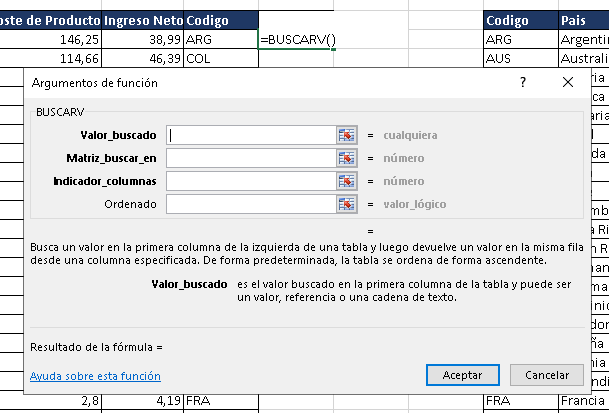 oste de Producto Ingreso Neto Codigo Codigo Pais
146,25 38,99 ARG =BUSCARV() ARG Argentin
114,66 46,39 COL AUS Australi
Argumentos de función ? ×
BUSCARV
Valor_buscado = cualquiera
Matriz_buscar_en = número
Indicador_columnas = número
Ordenado = valor_lógico
=
Busca un valor en la primera columna de la izquierda de una tabla y luego devuelve un valor en la misma fila
desde una columna especificada. De forma predeterminada, la tabla se ordena de forma ascendente.
Valor_buscado es el valor buscado en la primera columna de la tabla y puede ser
un valor, referencia o una cadena de texto.
Resultado de la fórmula =
Ayuda sobre esta función Aceptar Cancelar
2,8 4,19 FRA FRA Francia